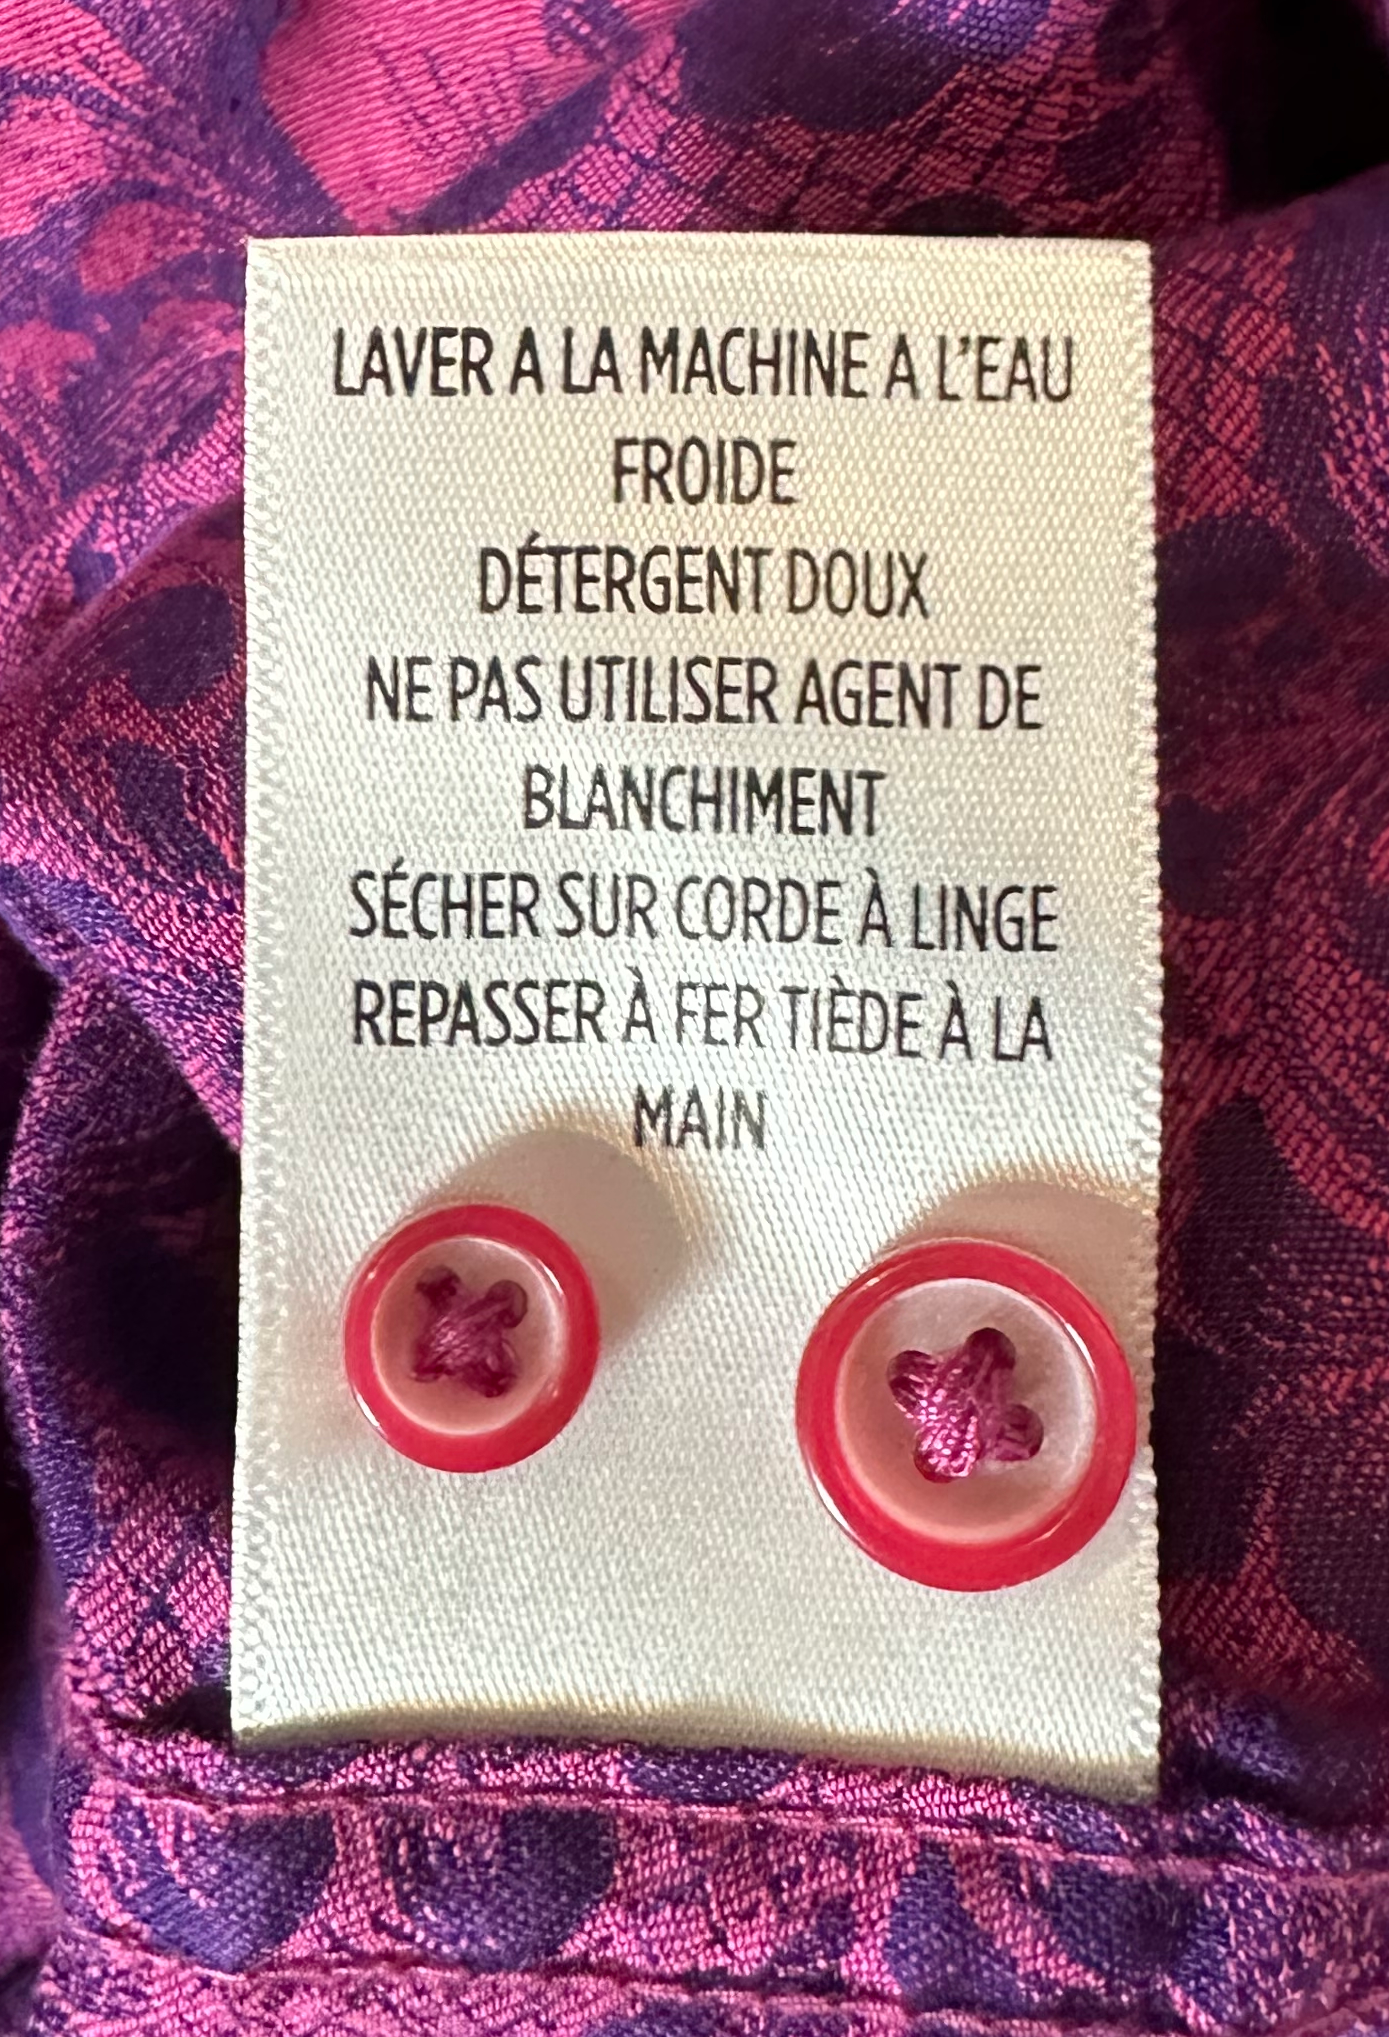 LAVER A LA MACHINE A L'EAU
FROIDE
DÉTERGENT DOUX
NE PAS UTILISER AGENT DE
BLANCHIMENT
SÉCHER SUR CORDE À LINGE
REPASSER À FER TIÈDE À LA
MAIN